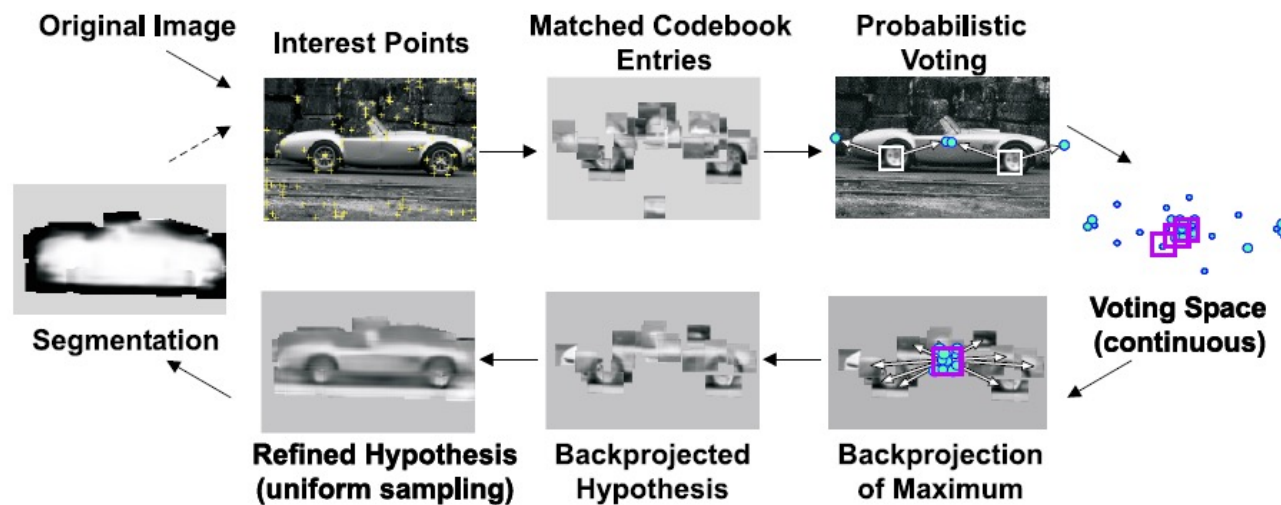 Original Image
Interest Points
Matched Codebook
Entries
Probabilistic
Voting
Voting Space
(continuous)
Segmentation
Refined Hypothesis
(uniform sampling)
Backprojected
Hypothesis
Backprojection
of Maximum